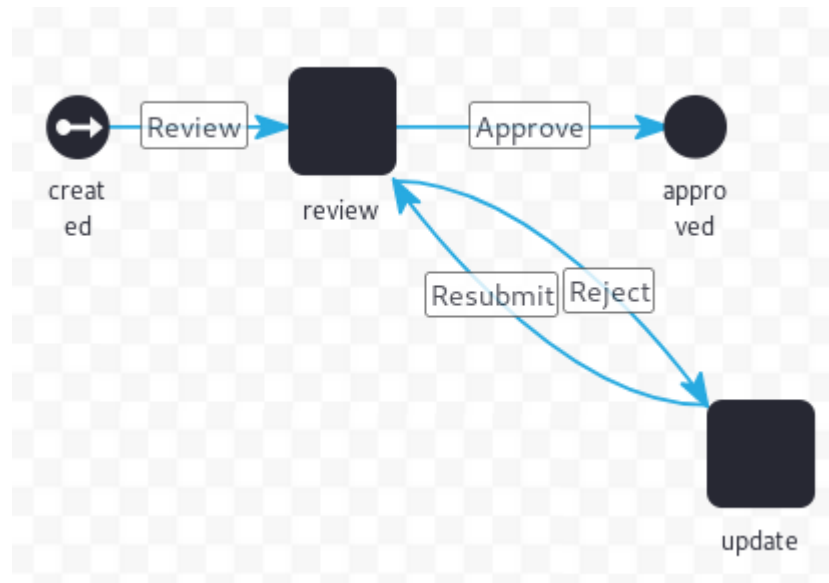 Review
Approve
creat
ed
review
appro
ved
Resubmit
Reject
update